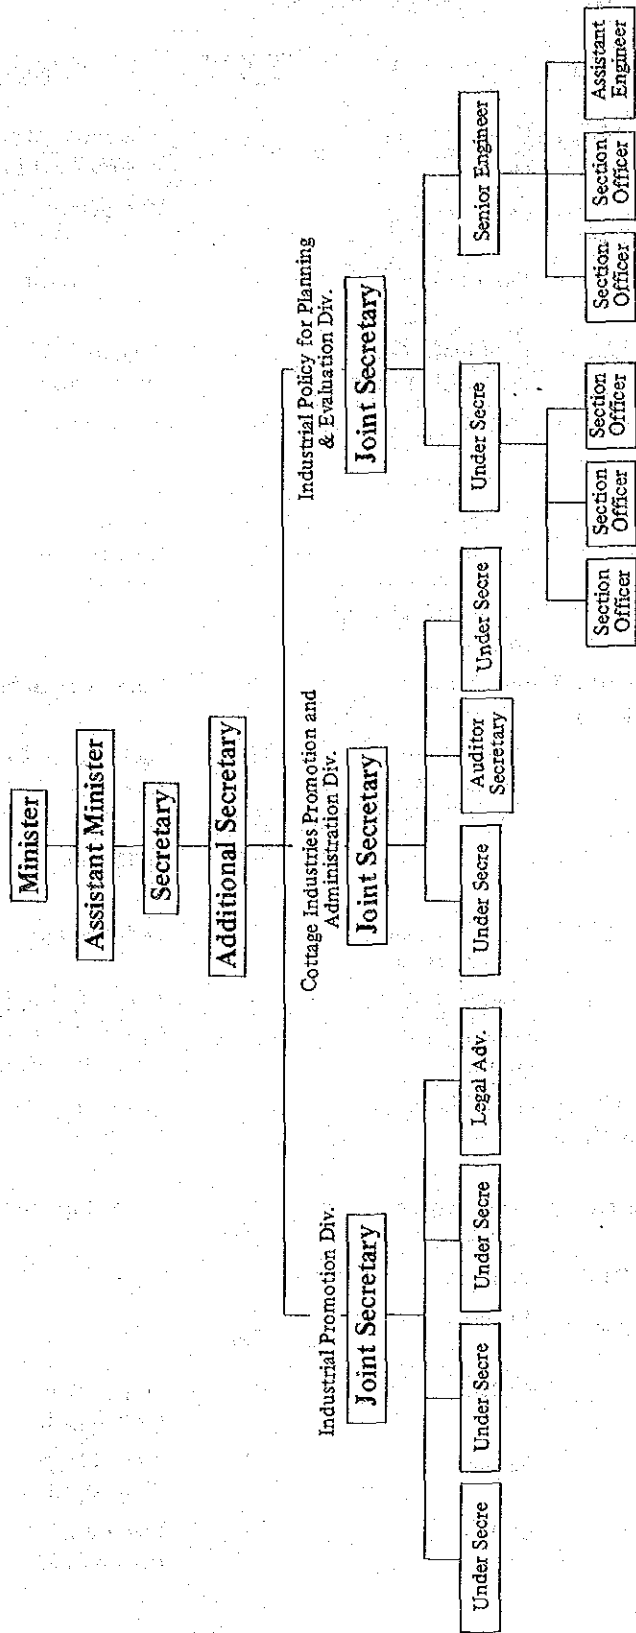 Minister
Assistant Minister
Secretary
Additional Secretary
Industrial Promotion Div.
Joint Secretary
Under Secre
Under Secre
Under Secre
Legal Adv.
Cottage Industries Promotion and
Administration Div.
Joint Secretary
Under Secre
Auditor
Secretary
Under Secre
Industrial Policy for Planning
& Evaluation Div.
Joint Secretary
Under Secre
Senior Engineer
Section
Officer
Section
Officer
Section
Officer
Section
Officer
Section
Officer
Assistant
Engineer